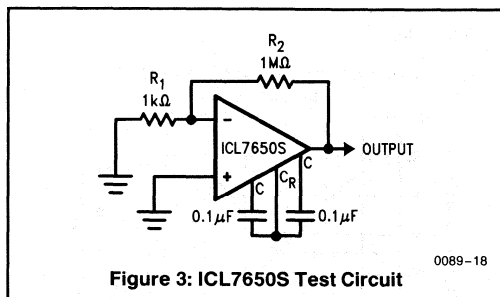 R2
1MΩ
R1
1kΩ
−
ICL7650S
OUTPUT
+
C
CR
C
0.1μF
0.1μF
0089–18
Figure 3: ICL7650S Test Circuit